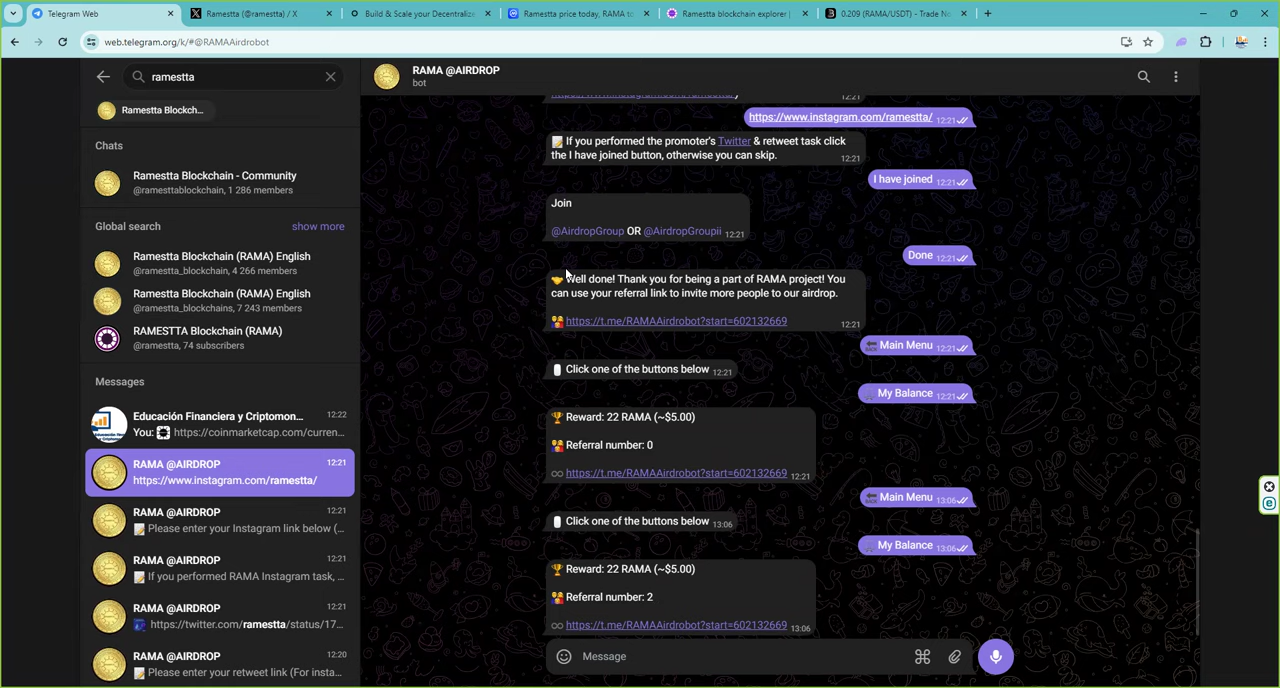 Telegram Web
Ramestta (@ramestta) / X
Build & Scale your Decentralize
Ramestta price today, RAMA to
Ramestta blockchain explorer |
0.209 (RAMA/USDT) - Trade No
web.telegram.org/k/#@RAMAAirdrobot
ramestta
Ramestta Blockch...
Chats
Ramestta Blockchain - Community
@ramesttablockchain, 1 286 members
Global search
show more
Ramestta Blockchain (RAMA) English
@ramestta_blockchain, 4 266 members
Ramestta Blockchain (RAMA) English
@ramestta_blockchains, 7 243 members
RAMESTTA Blockchain (RAMA)
@ramestta, 74 subscribers
Messages
Educación Financiera y Criptomon... 12:22
You: https://coinmarketcap.com/curren...
RAMA @AIRDROP 12:21
https://www.instagram.com/ramestta/
RAMA @AIRDROP 12:21
Please enter your Instagram link below (...
RAMA @AIRDROP 12:21
If you performed RAMA Instagram task, ...
RAMA @AIRDROP 12:21
https://twitter.com/ramestta/status/17...
RAMA @AIRDROP 12:20
Please enter your retweet link (For insta...
RAMA @AIRDROP
bot
https://www.instagram.com/ramestta/) 12:21
https://www.instagram.com/ramestta/ 12:21
If you performed the promoter's Twitter & retweet task click
the I have joined button, otherwise you can skip. 12:21
I have joined 12:21
Join
@AirdropGroup OR @AirdropGroupii 12:21
Done 12:21
Well done! Thank you for being a part of RAMA project! You
can use your referral link to invite more people to our airdrop.
https://t.me/RAMAAirdrobot?start=602132669 12:21
Main Menu 12:21
Click one of the buttons below 12:21
My Balance 12:21
Reward: 22 RAMA (~$5.00)
Referral number: 0
https://t.me/RAMAAirdrobot?start=602132669 12:21
Main Menu 13:06
Click one of the buttons below 13:06
My Balance 13:06
Reward: 22 RAMA (~$5.00)
Referral number: 2
https://t.me/RAMAAirdrobot?start=602132669 13:06
Message